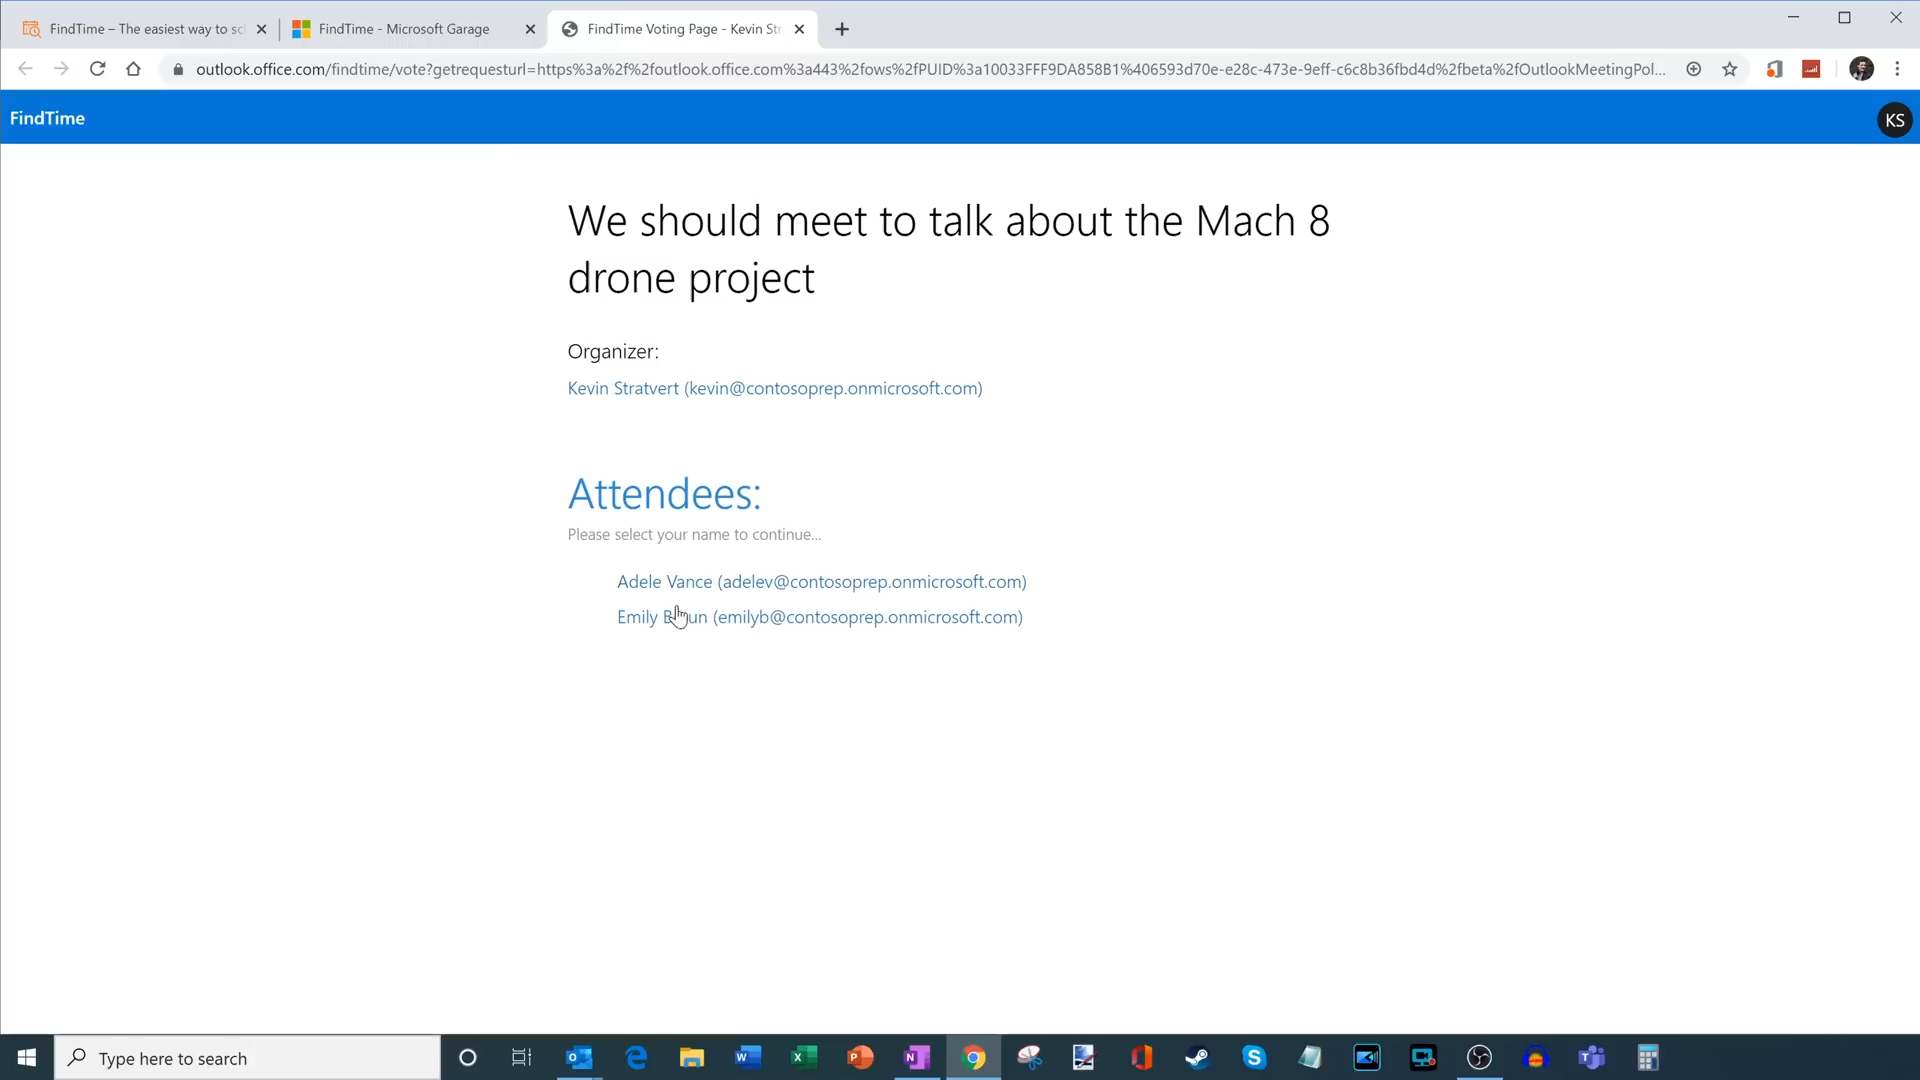 FindTime – The easiest way to sc
FindTime - Microsoft Garage
FindTime Voting Page - Kevin Str
outlook.office.com/findtime/vote?getrequesturl=https%3a%2f%2foutlook.office.com%3a443%2fows%2fPUID%3a10033FFF9DA858B1%406593d70e-e28c-473e-9eff-c6c8b36fbd4d%2fbeta%2fOutlookMeetingPol...
FindTime
KS
We should meet to talk about the Mach 8
drone project
Organizer:
Kevin Stratvert (kevin@contosoprep.onmicrosoft.com)
Attendees:
Please select your name to continue...
Adele Vance (adelev@contosoprep.onmicrosoft.com)
Emily Braun (emilyb@contosoprep.onmicrosoft.com)
Type here to search